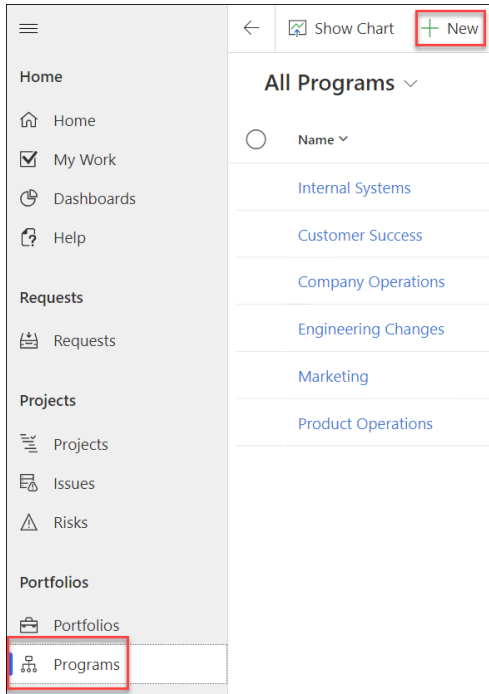 Home
Home
My Work
Dashboards
Help
Requests
Requests
Projects
Projects
Issues
Risks
Portfolios
Portfolios
Programs
Show Chart
New
All Programs
Name
Internal Systems
Customer Success
Company Operations
Engineering Changes
Marketing
Product Operations